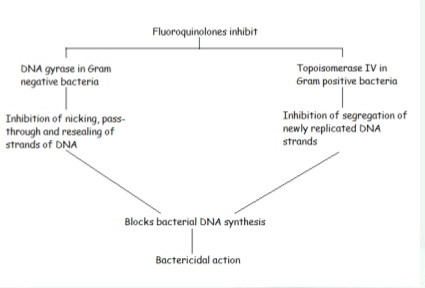 Fluoroquinolones inhibit
DNA gyrase in Gram
negative bacteria
Topoisomerase IV in
Gram positive bacteria
Inhibition of nicking, pass-
through and resealing of
strands of DNA
Inhibition of segregation of
newly replicated DNA
strands
Blocks bacterial DNA synthesis
Bactericidal action